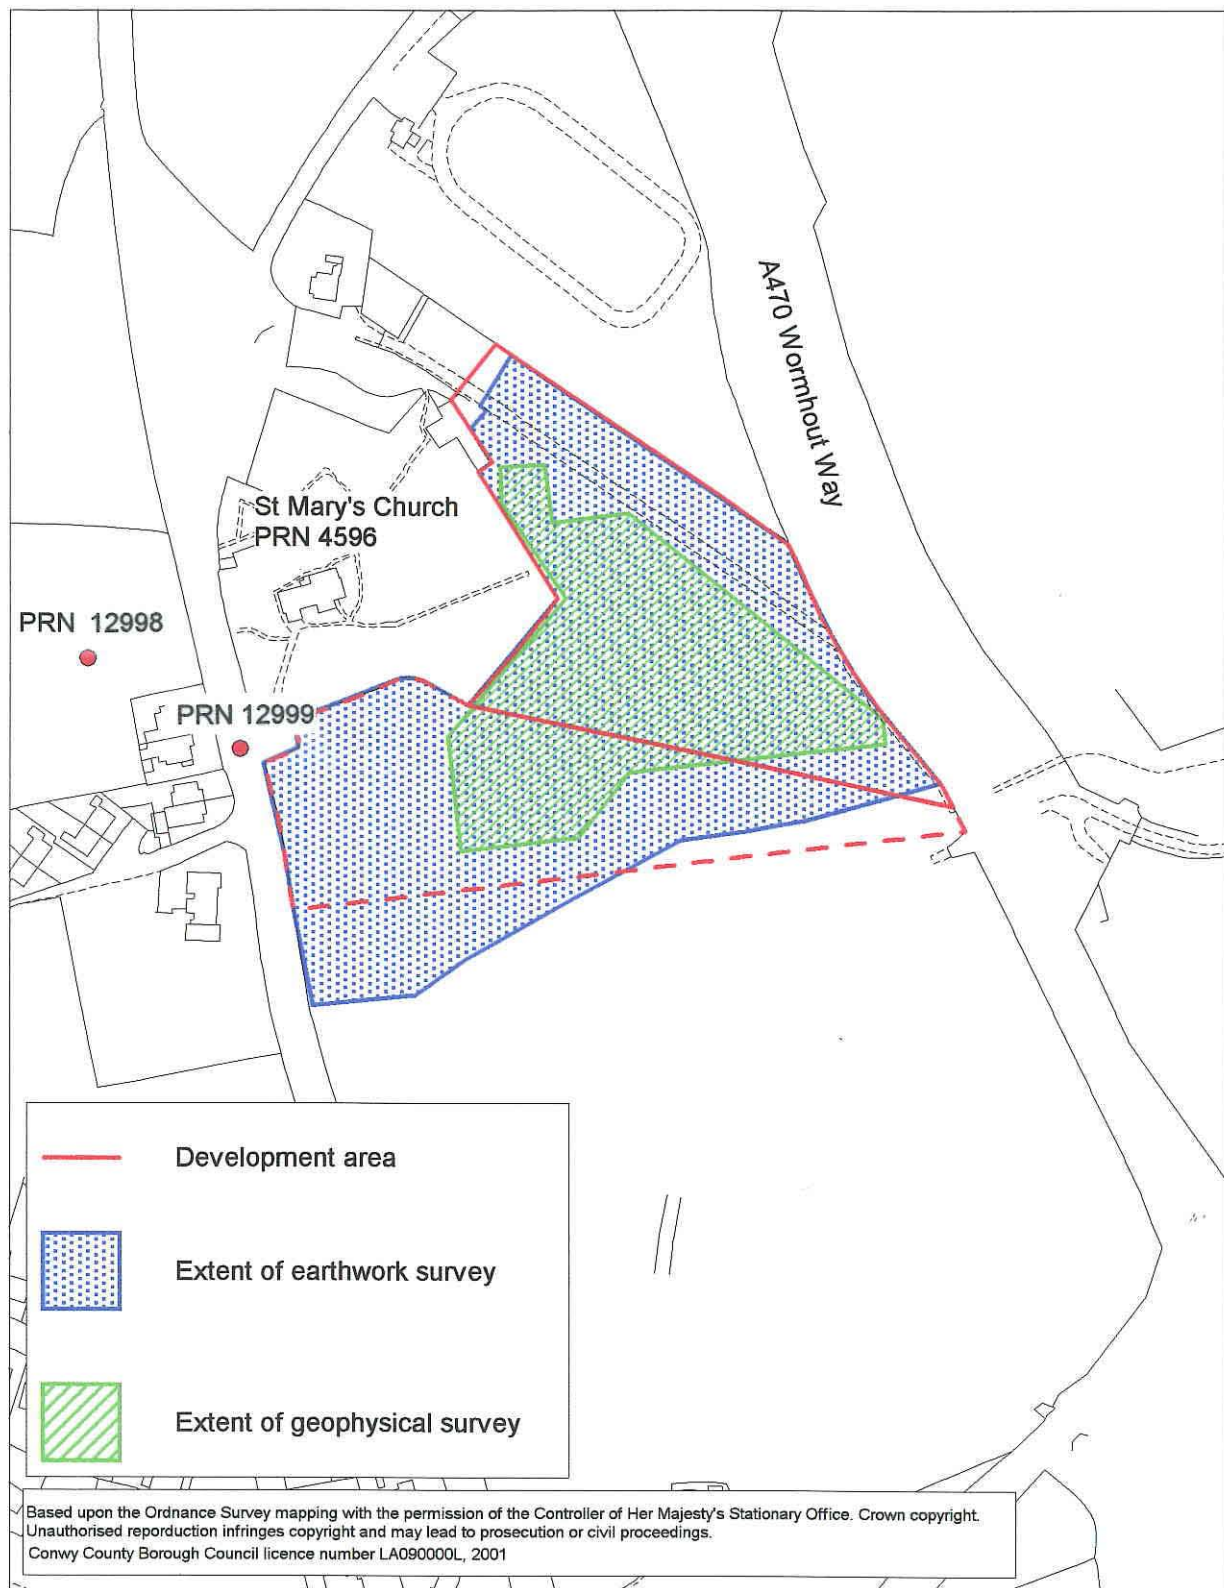 A470 Wormhout Way
St Mary's Church
PRN 4596
PRN 12998
PRN 12999
Development area
Extent of earthwork survey
Extent of geophysical survey
Based upon the Ordnance Survey mapping with the permission of the Controller of Her Majesty's Stationary Office. Crown copyright.
Unauthorised reporduction infringes copyright and may lead to prosecution or civil proceedings.
Conwy County Borough Council licence number LA090000L, 2001